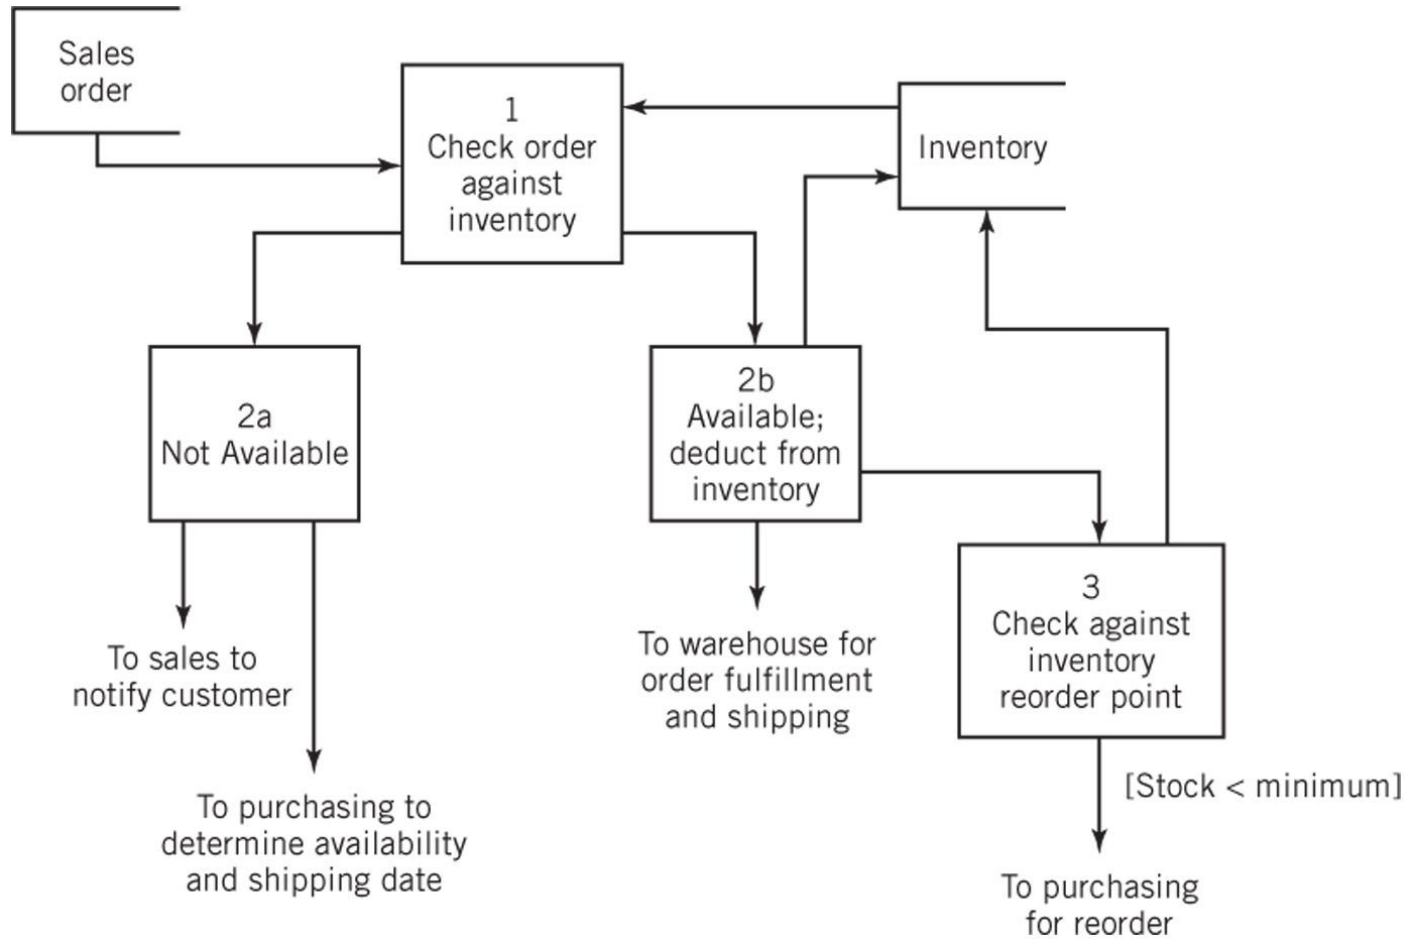 Sales
order
1
Check order
against
inventory
Inventory
2a
Not Available
2b
Available;
deduct from
inventory
3
Check against
inventory
reorder point
To sales to
notify customer
To warehouse for
order fulfillment
and shipping
[Stock < minimum]
To purchasing to
determine availability
and shipping date
To purchasing
for reorder